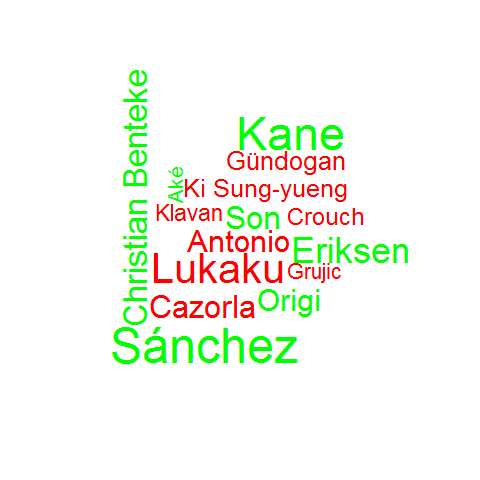 Christian Benteke
Kane
Gündogan
Aké
Ki Sung-yueng
Klavan
Son
Crouch
Antonio
Eriksen
Lukaku
Grujic
Cazorla
Origi
Sánchez